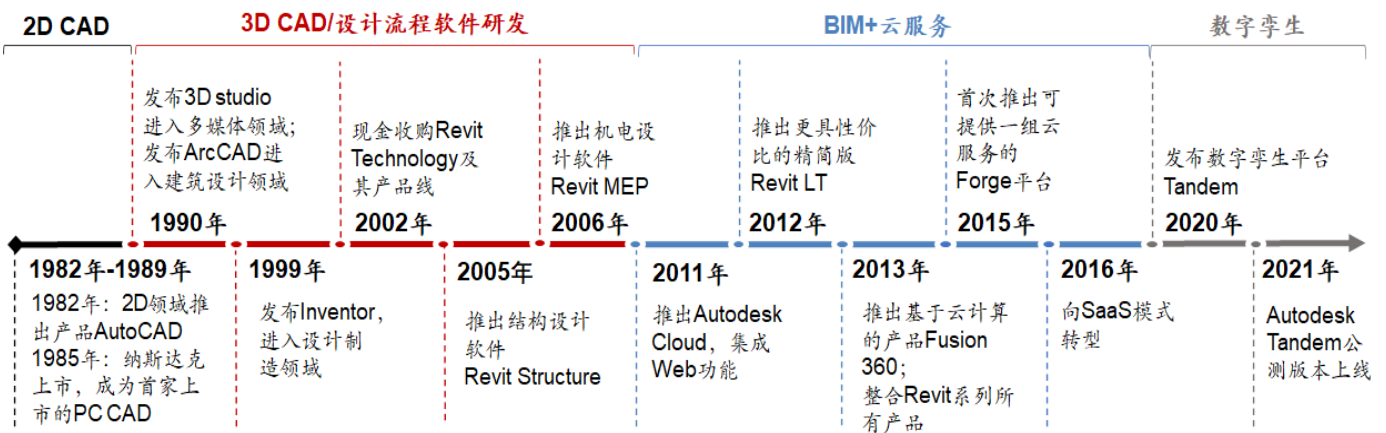 2D CAD
3D CAD/设计流程软件研发
BIM+云服务
数字孪生
发布3D studio
进入多媒体领域;
发布ArcCAD进
入建筑设计领域
1990年
现金收购Revit
Technology及
其产品线
2002年
推出机电设
计软件
Revit MEP
2006年
推出更具性价
比的精简版
Revit LT
2012年
首次推出可
提供一组云
服务的
Forge平台
2015年
发布数字孪生平台
Tandem
2020年
1982年-1989年
1982年：2D领域推
出产品AutoCAD
1985年：纳斯达克
上市，成为首家上
市的PC CAD
1999年
发布Inventor，
进入设计制
造领域
2005年
推出结构设计
软件
Revit Structure
2011年
推出Autodesk
Cloud，集成
Web功能
2013年
推出基于云计算
的产品Fusion
360；
整合Revit系列所
有产品
2016年
向SaaS模式
转型
2021年
Autodesk
Tandem公
测版本上线